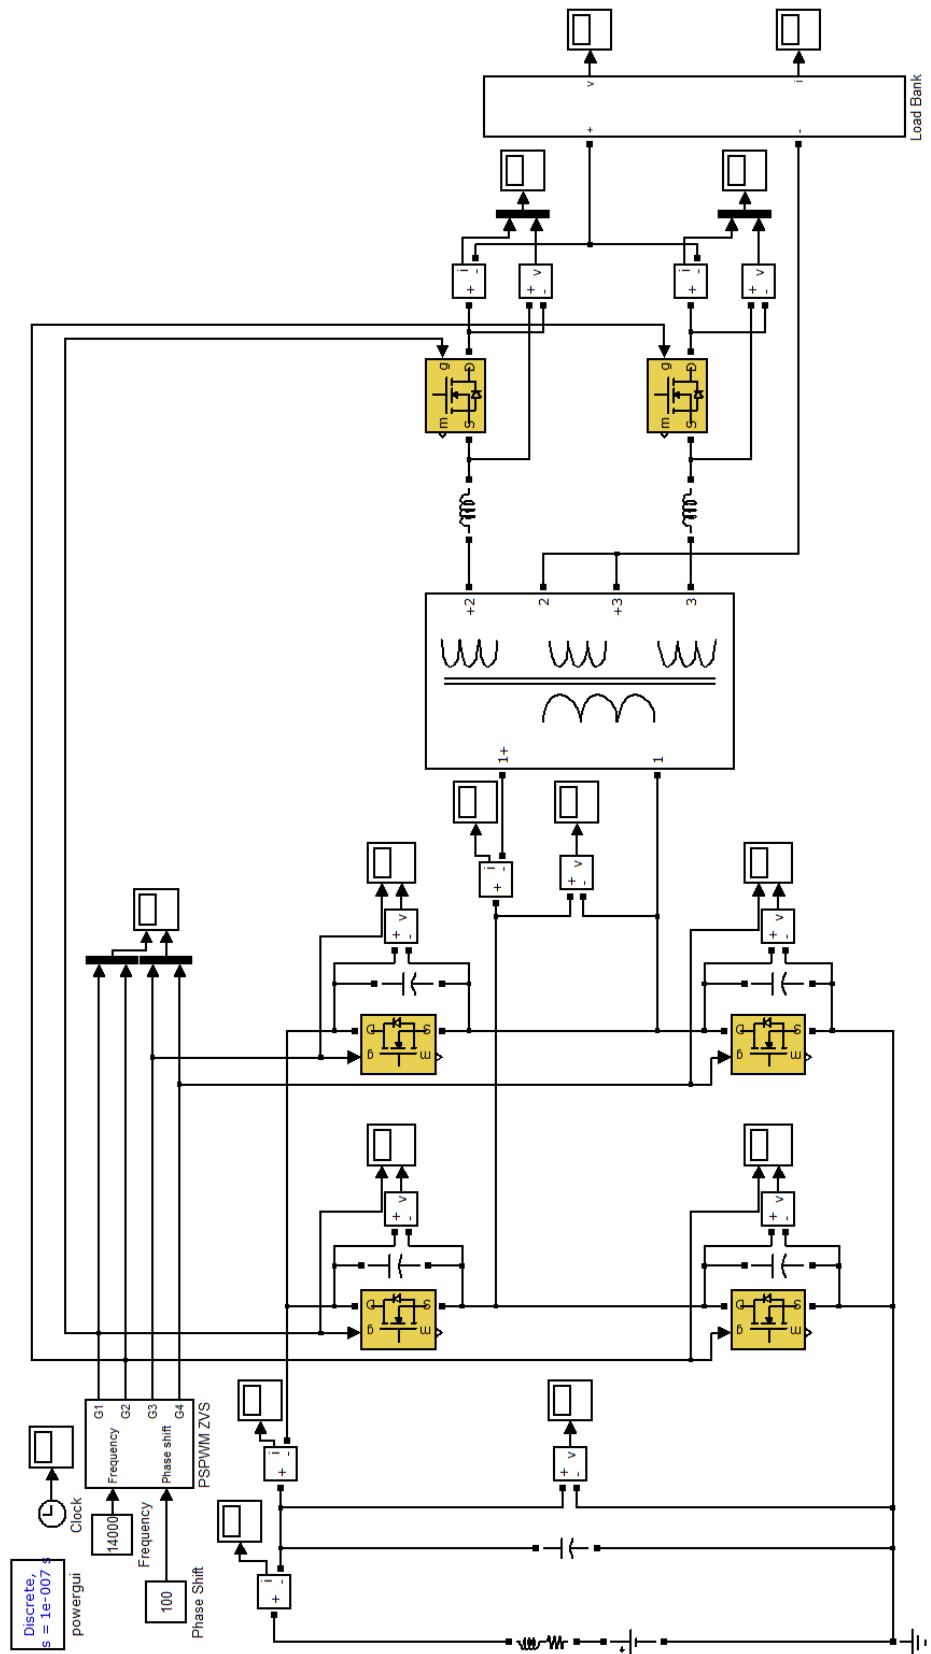 Discrete,
s = 1e-007 s
powergui
Clock
14000
Frequency
100
Phase Shift
Frequency
Phase shift
G1
G2
G3
G4
PSPWM ZVS
+ i
-
+ i
-
+ v
-
g D
m S
+ v
-
g D
m S
+ v
-
g D
m S
+ v
-
g D
m S
+ v
-
+ i
-
+ v
-
1+
1
+2
2
+3
3
m g
S D
+ i
-
+ v
-
m g
S D
+ i
-
+ v
-
+ v
- i
Load Bank